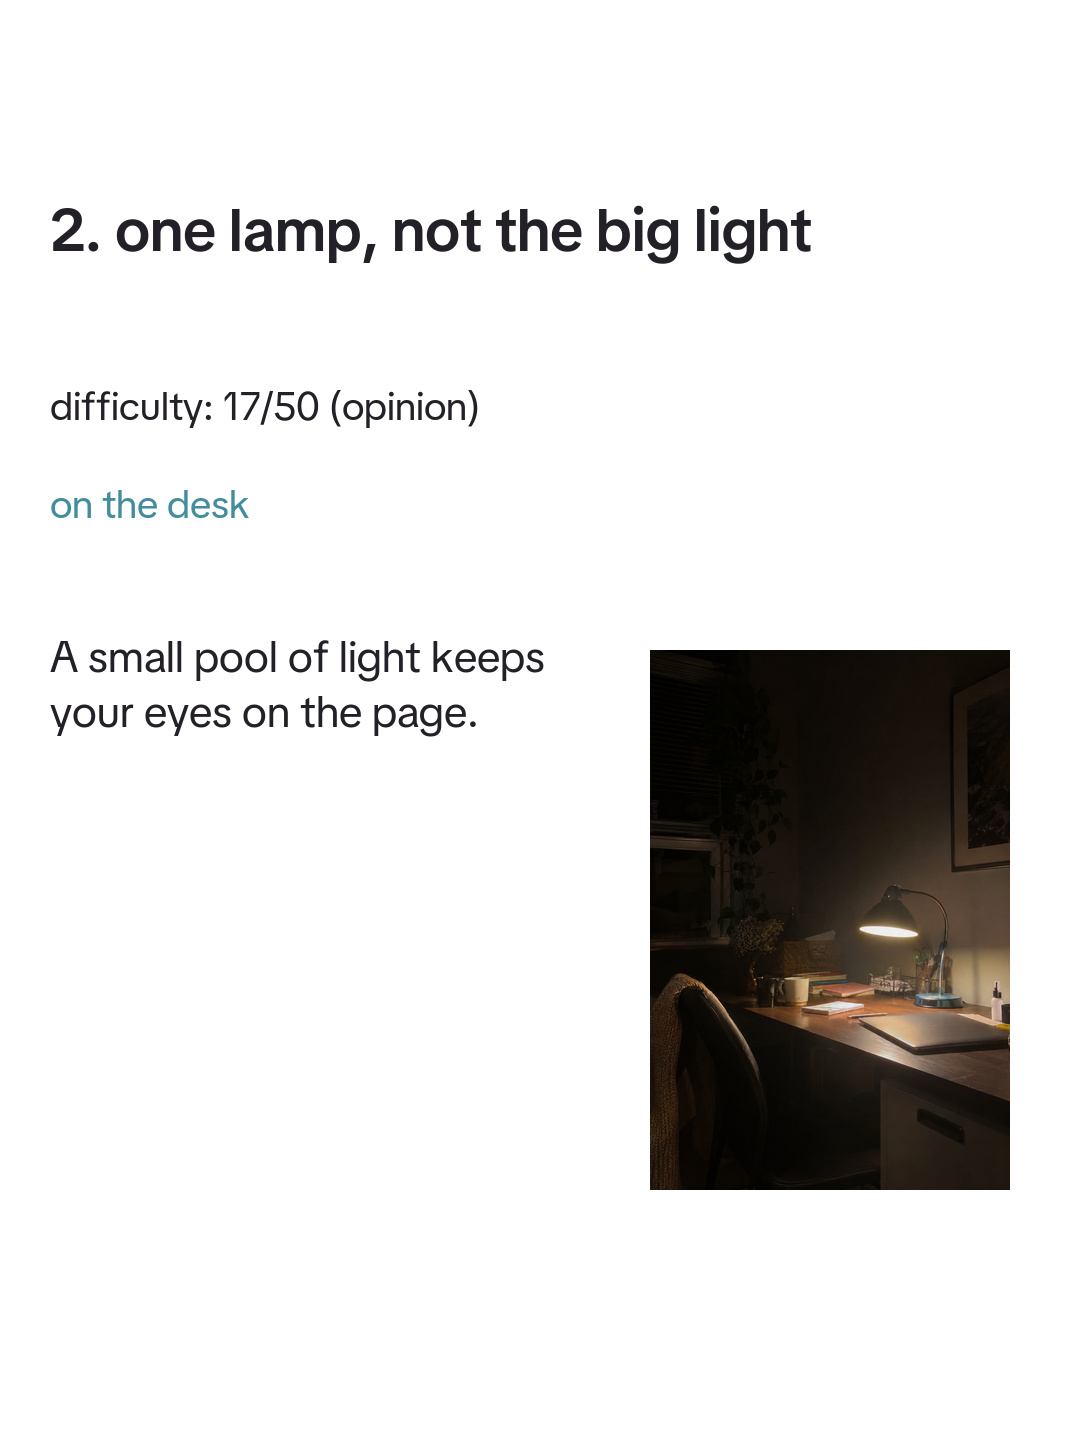 2. one lamp, not the big light
difficulty: 17/50 (opinion)
on the desk
A small pool of light keeps
your eyes on the page.